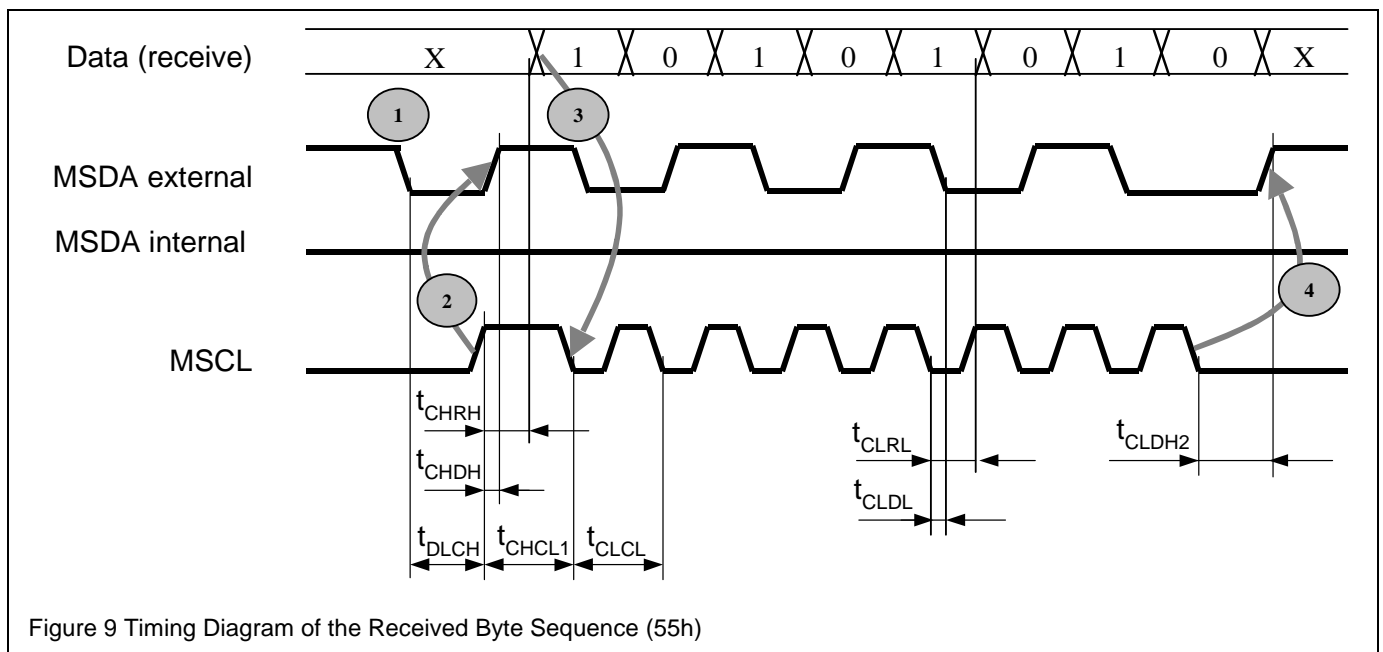 Data (receive) X 1 0 1 0 1 0 1 0 X
1 3
MSDA external
MSDA internal
2 4
MSCL
tCHRH
tCLRL tCLDH2
tCHDH
tCLDL
tDLCH tCHCL1 tCLCL
Figure 9 Timing Diagram of the Received Byte Sequence (55h)